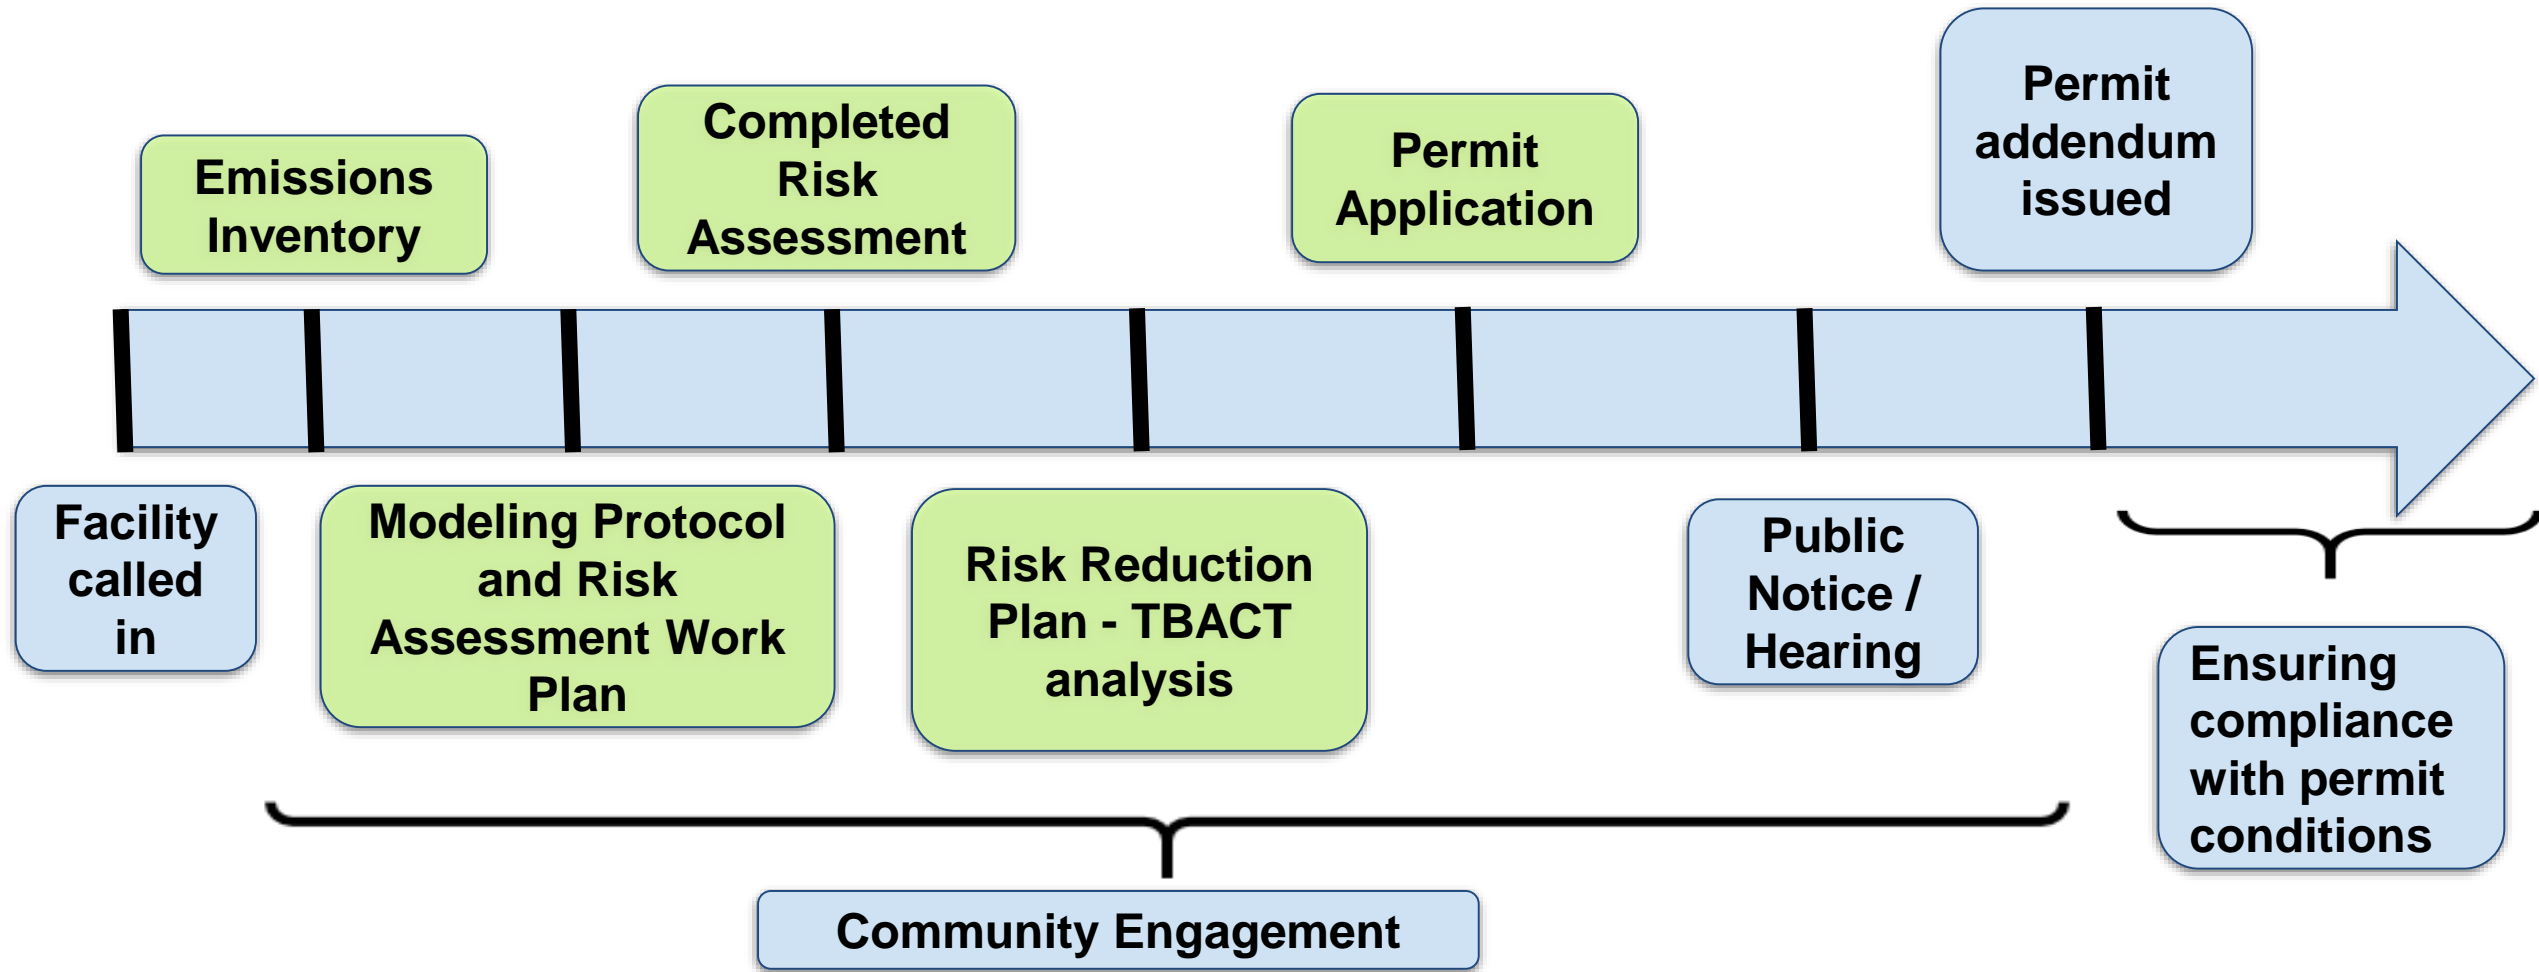 Permit
addendum
issued
Completed
Risk
Assessment
Permit
Application
Emissions
Inventory
Facility
called
in
Modeling Protocol
and Risk
Assessment Work
Plan
Risk Reduction
Plan - TBACT
analysis
Public
Notice /
Hearing
Ensuring
compliance
with permit
conditions
Community Engagement